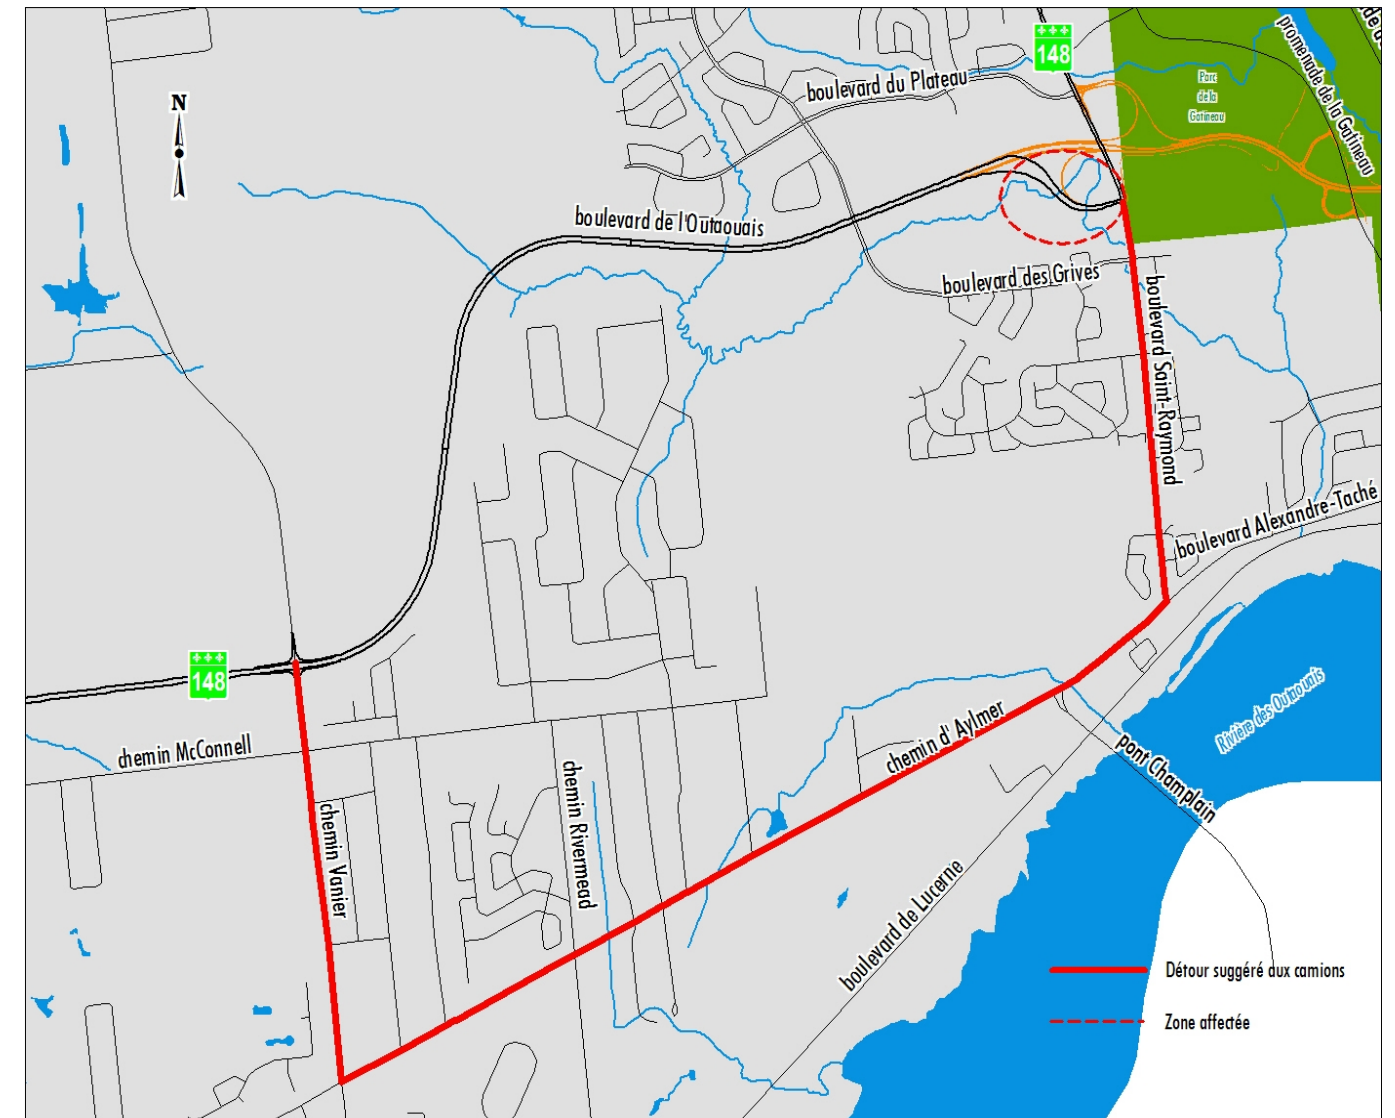 148
promenade de la Gatineau
boulevard du Plateau
Parc
de la
Gatineau
N
boulevard de l'Outaouais
boulevard des Grives
boulevard Saint-Raymond
boulevard Alexandre-Taché
148
chemin McConnell
chemin Vanier
chemin Rivermead
chemin d'Aylmer
Rivière des Outaouais
pont Champlain
boulevard de Lucerne
Détour suggéré aux camions
Zone affectée